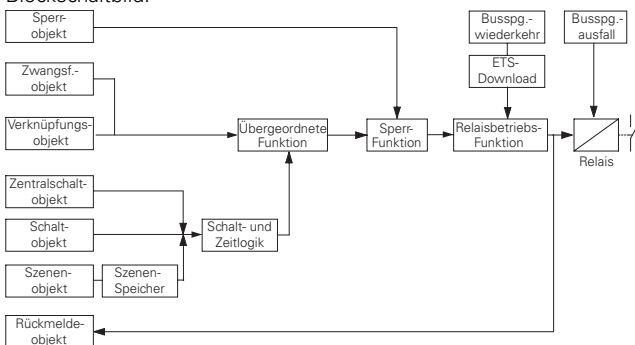 Blockschaltbild:
Sperr-
objekt
Busspg.-
wiederkehr
Busspg.-
ausfall
ETS-
Download
Zwangsf.-
objekt
Verknüpfungs-
objekt
Übergeordnete
Funktion
Sperr-
Funktion
Relaisbetriebs-
Funktion
Relais
Zentralschalt-
objekt
Schalt-
objekt
Schalt- und
Zeitlogik
Szenen-
objekt
Szenen-
Speicher
Rückmelde-
objekt